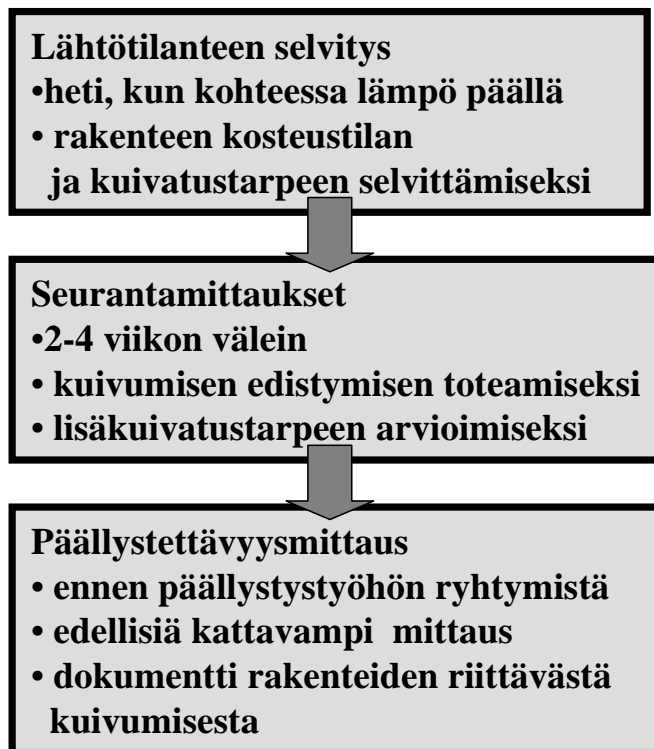 Lähtötilanteen selvitys
•heti, kun kohteessa lämpö päällä
• rakenteen kosteustilan
ja kuivatustarpeen selvittämiseksi
Seurantamittaukset
•2-4 viikon välein
• kuivumisen edistymisen toteamiseksi
• lisäkuivatustarpeen arvioimiseksi
Päällystettävyysmittaus
• ennen päällystystyöhön ryhtymistä
• edellisiä kattavampi mittaus
• dokumentti rakenteiden riittävästä
kuivumisesta